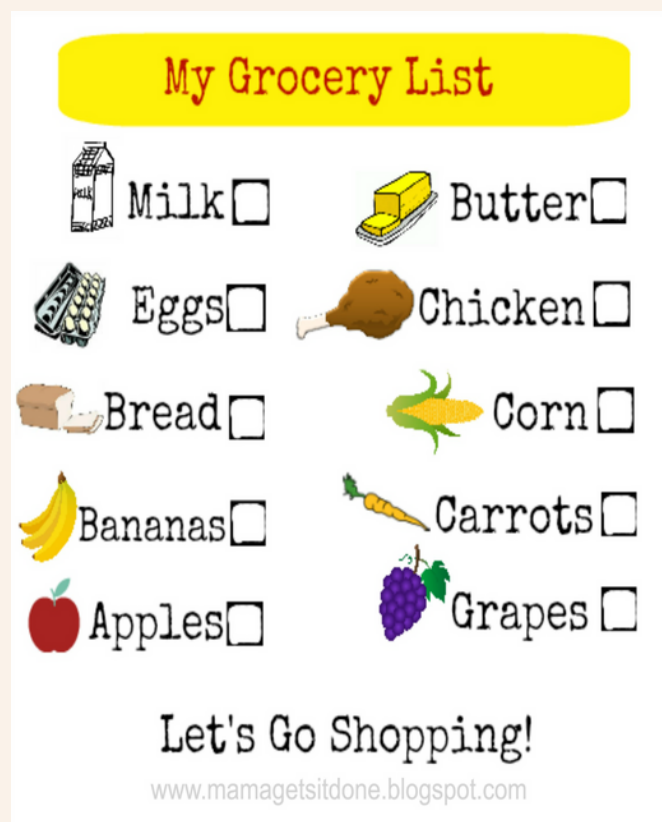 My Grocery List
Milk
Butter
Eggs
Chicken
Bread
Corn
Bananas
Carrots
Apples
Grapes
Let's Go Shopping!
www.mamagetsitdone.blogspot.com